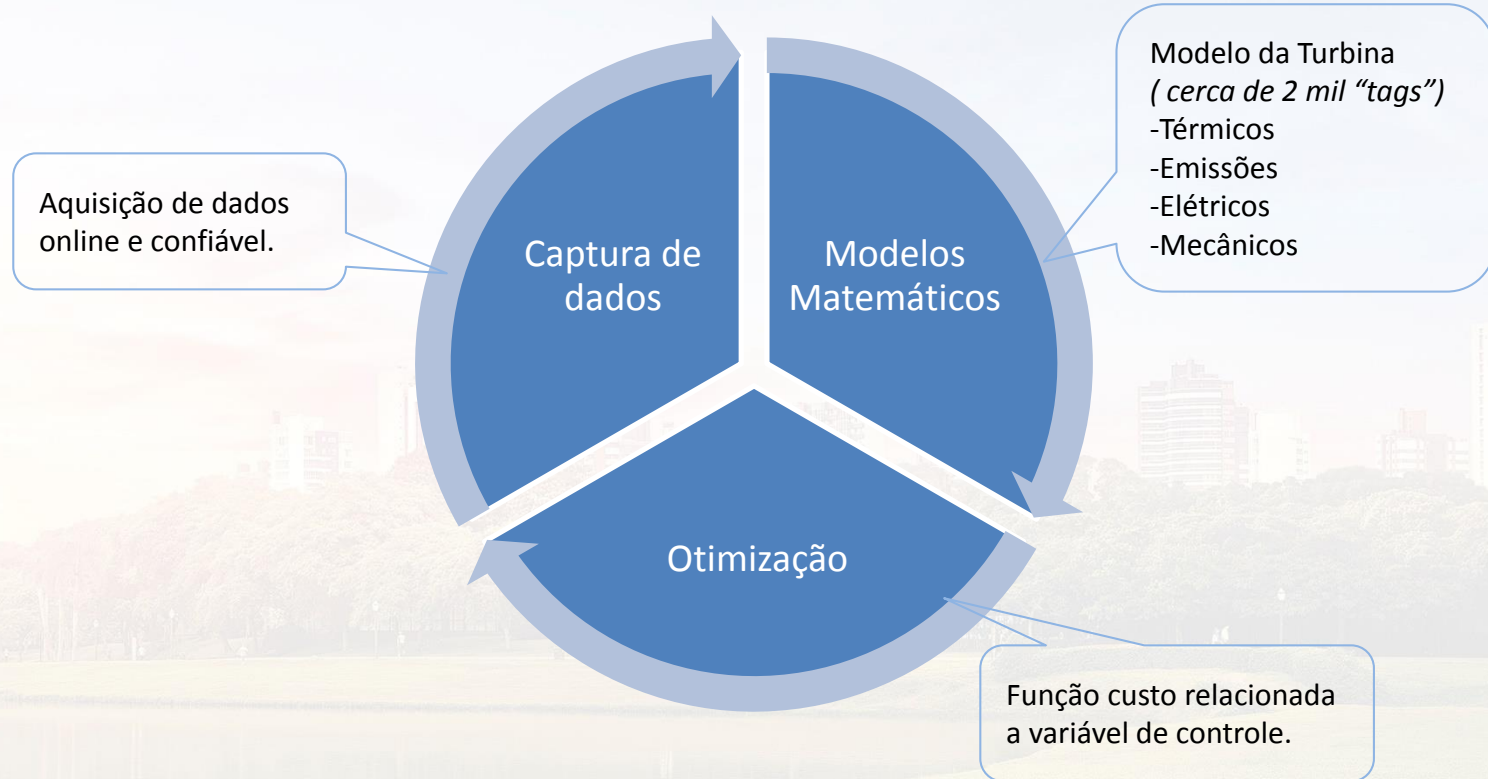 Modelo da Turbina
( cerca de 2 mil “tags”)
-Térmicos
-Emissões
-Elétricos
-Mecânicos
Aquisição de dados
online e confiável.
Captura de
dados
Modelos
Matemáticos
Otimização
Função custo relacionada
a variável de controle.